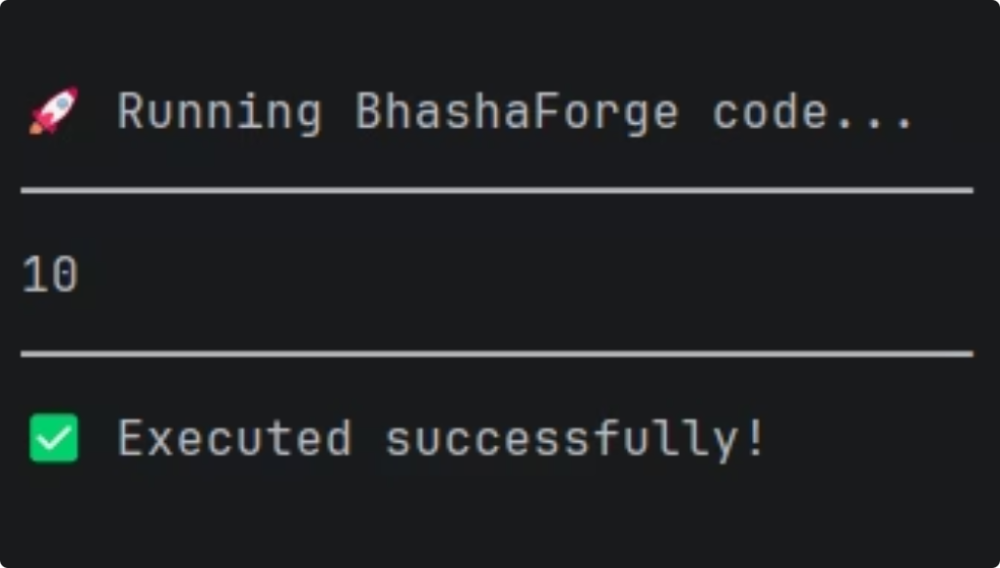 🚀 Running BhashaForge code...
10
✅ Executed successfully!